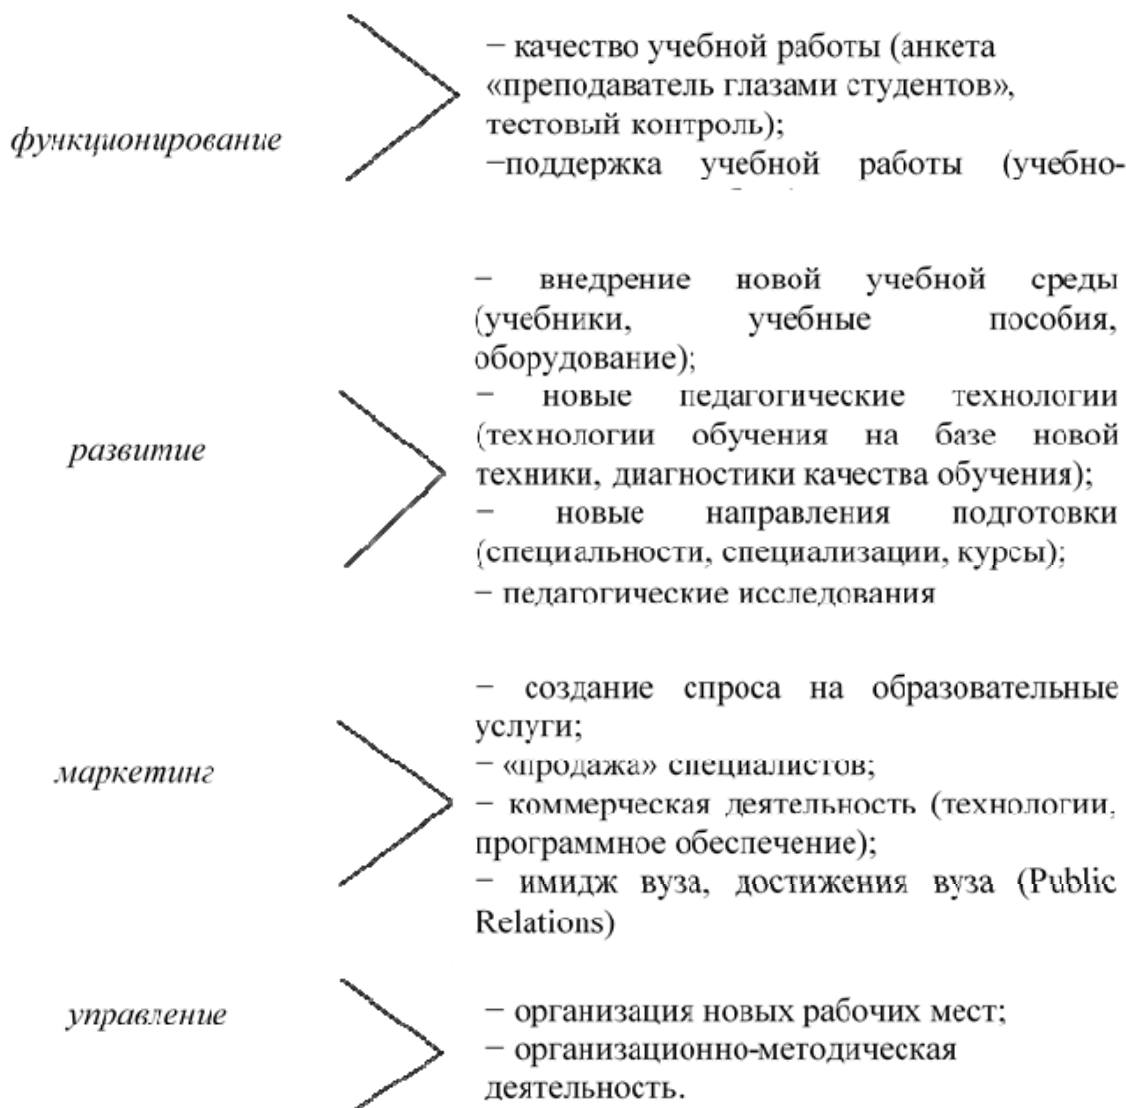 функционирование
− качество учебной работы (анкета
«преподаватель глазами студентов»,
тестовый контроль);
−поддержка учебной работы (учебно-
развитие
− внедрение новой учебной среды
(учебники, учебные пособия,
оборудование);
− новые педагогические технологии
(технологии обучения на базе новой
техники, диагностики качества обучения);
− новые направления подготовки
(специальности, специализации, курсы);
− педагогические исследования
маркетинг
− создание спроса на образовательные
услуги;
− «продажа» специалистов;
− коммерческая деятельность (технологии,
программное обеспечение);
− имидж вуза, достижения вуза (Public
Relations)
управление
− организация новых рабочих мест;
− организационно-методическая
деятельность.